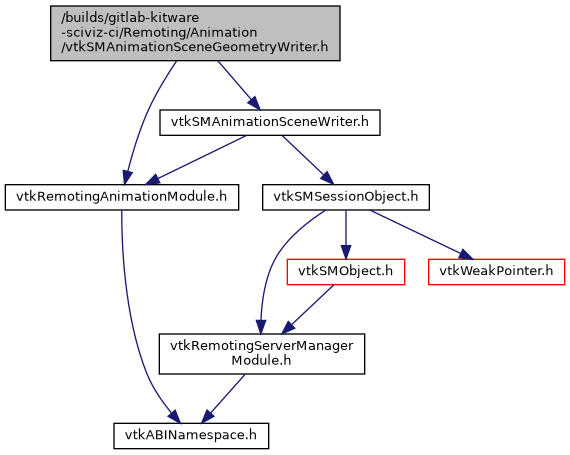 /builds/gitlab-kitware
-sciviz-ci/Remoting/Animation
/vtkSMAnimationSceneGeometryWriter.h
vtkSMAnimationSceneWriter.h
vtkRemotingAnimationModule.h
vtkSMSessionObject.h
vtkSMObject.h
vtkWeakPointer.h
vtkRemotingServerManager
Module.h
vtkABINamespace.h